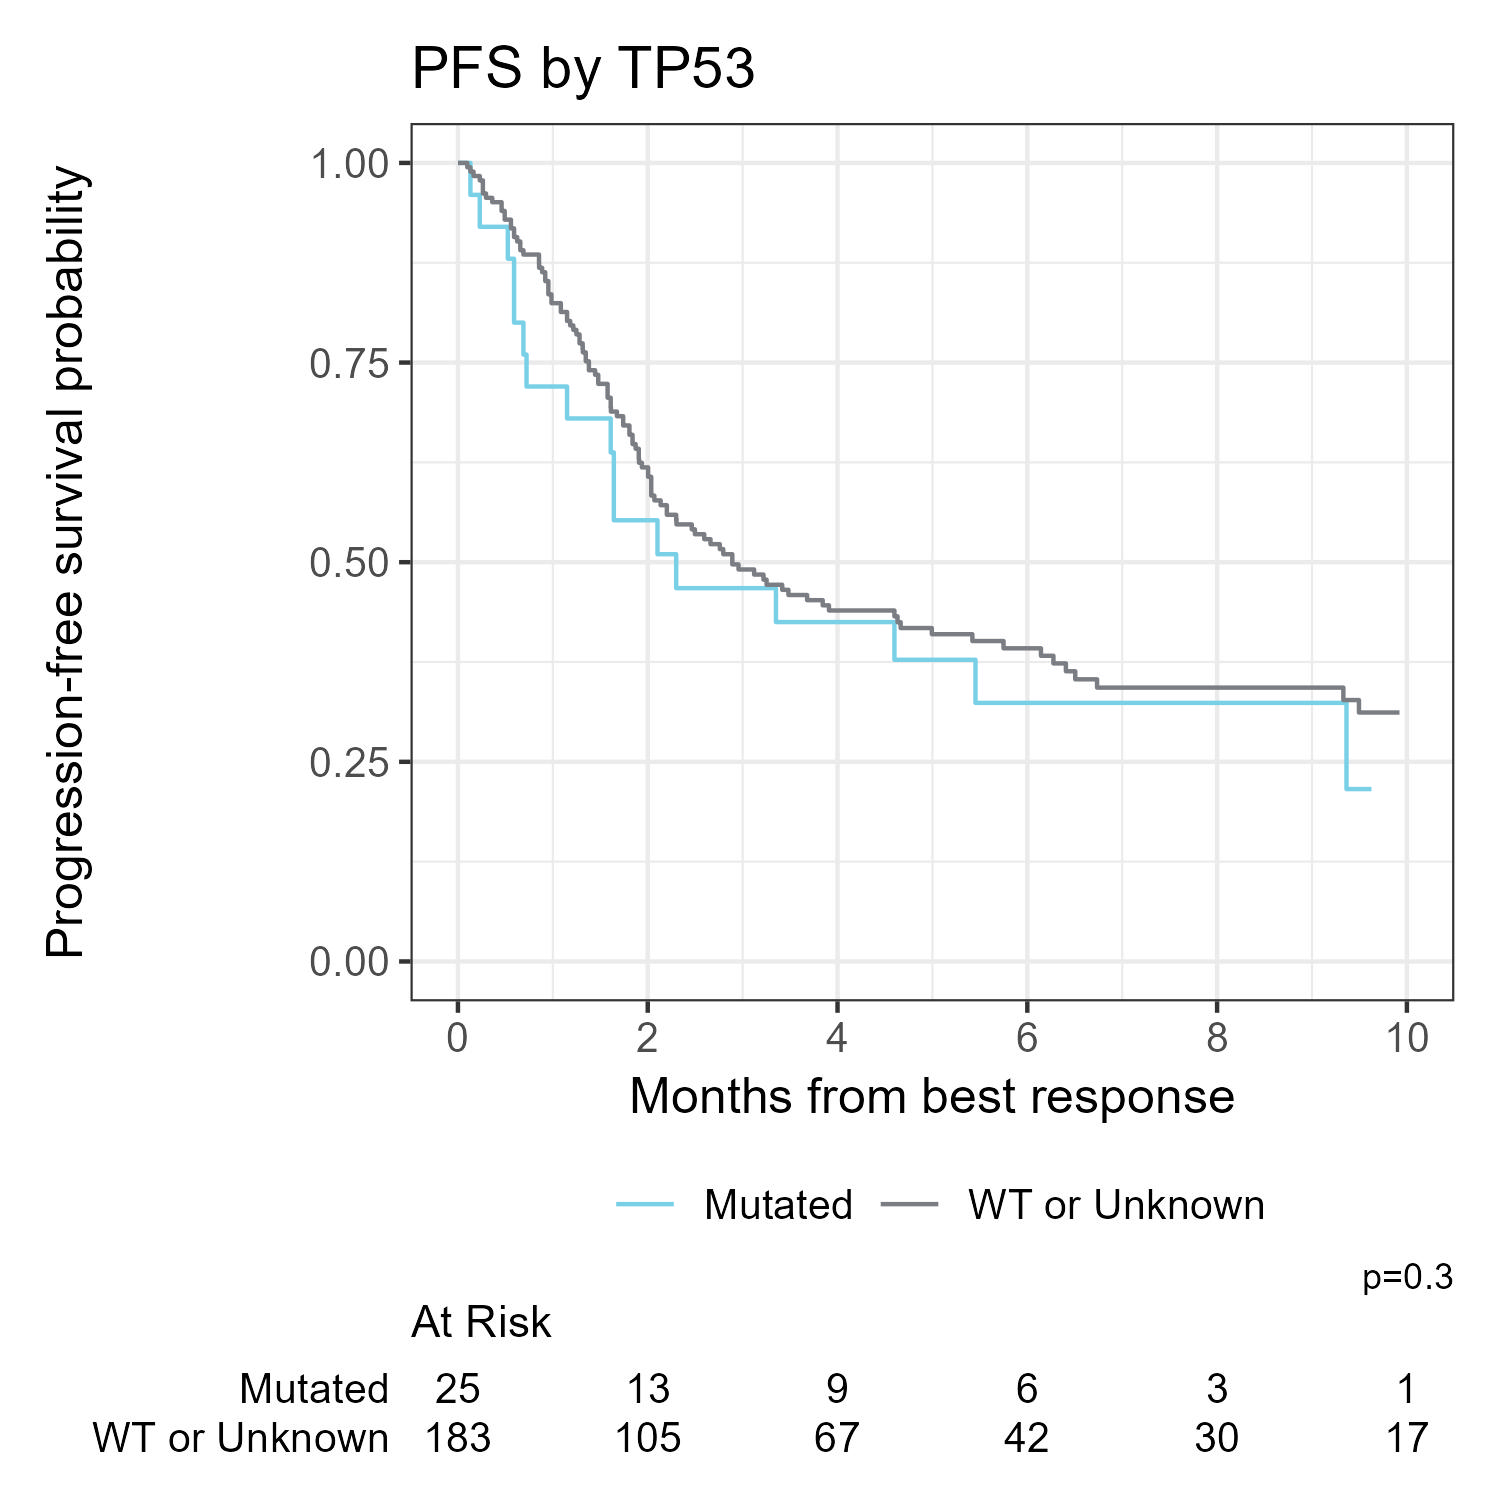 PFS by TP53
Progression-free survival probability
1.00
0.75
0.50
0.25
0.00
0 2 4 6 8 10
Months from best response
Mutated WT or Unknown
p=0.3
At Risk
Mutated 25 13 9 6 3 1
WT or Unknown 183 105 67 42 30 17